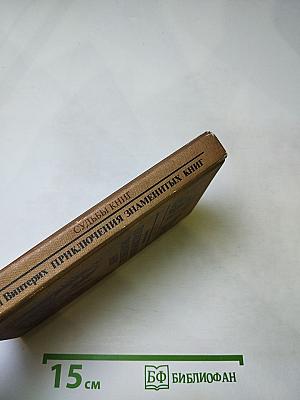 СУДЬБЫ КНИГ
Винтерих ПРИКЛЮЧЕНИЯ ЗНАМЕНИТЫХ КНИГ
15 см
БФ БИБЛИОФАН